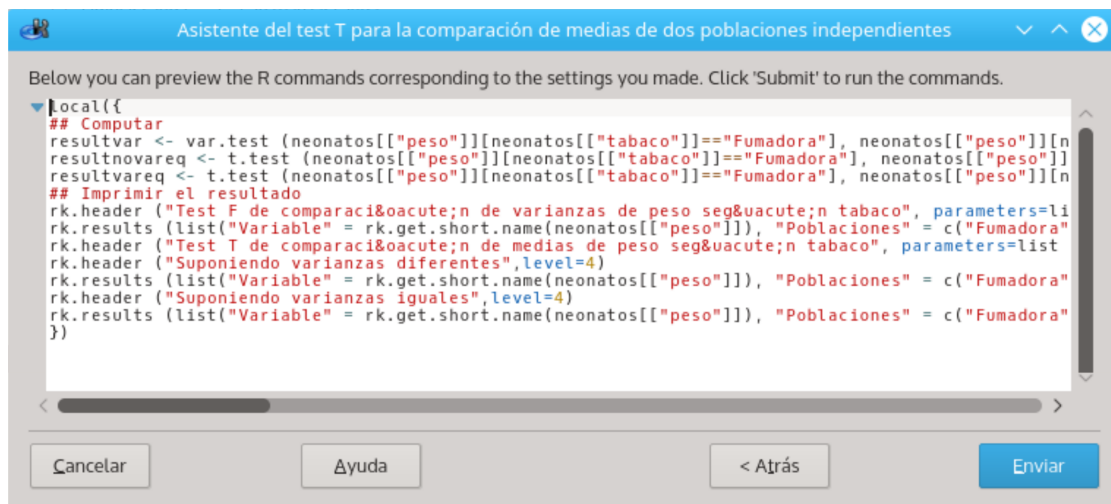 Asistente del test T para la comparación de medias de dos poblaciones independientes
Below you can preview the R commands corresponding to the settings you made. Click 'Submit' to run the commands.
local({
## Computar
resultvar <- var.test (neonatos[["peso"]][neonatos[["tabaco"]]=="Fumadora"], neonatos[["peso"]][n
resultnovareq <- t.test (neonatos[["peso"]][neonatos[["tabaco"]]=="Fumadora"], neonatos[["peso"]]
resultvareq <- t.test (neonatos[["peso"]][neonatos[["tabaco"]]=="Fumadora"], neonatos[["peso"]][n
## Imprimir el resultado
rk.header ("Test F de comparaci&oacute;n de varianzas de peso seg&uacute;n tabaco", parameters=li
rk.results (list("Variable" = rk.get.short.name(neonatos[["peso"]]), "Poblaciones" = c("Fumadora"
rk.header ("Test T de comparaci&oacute;n de medias de peso seg&uacute;n tabaco", parameters=list
rk.header ("Suponiendo varianzas diferentes",level=4)
rk.results (list("Variable" = rk.get.short.name(neonatos[["peso"]]), "Poblaciones" = c("Fumadora"
rk.header ("Suponiendo varianzas iguales",level=4)
rk.results (list("Variable" = rk.get.short.name(neonatos[["peso"]]), "Poblaciones" = c("Fumadora"
})
Cancelar
Ayuda
< Atrás
Enviar